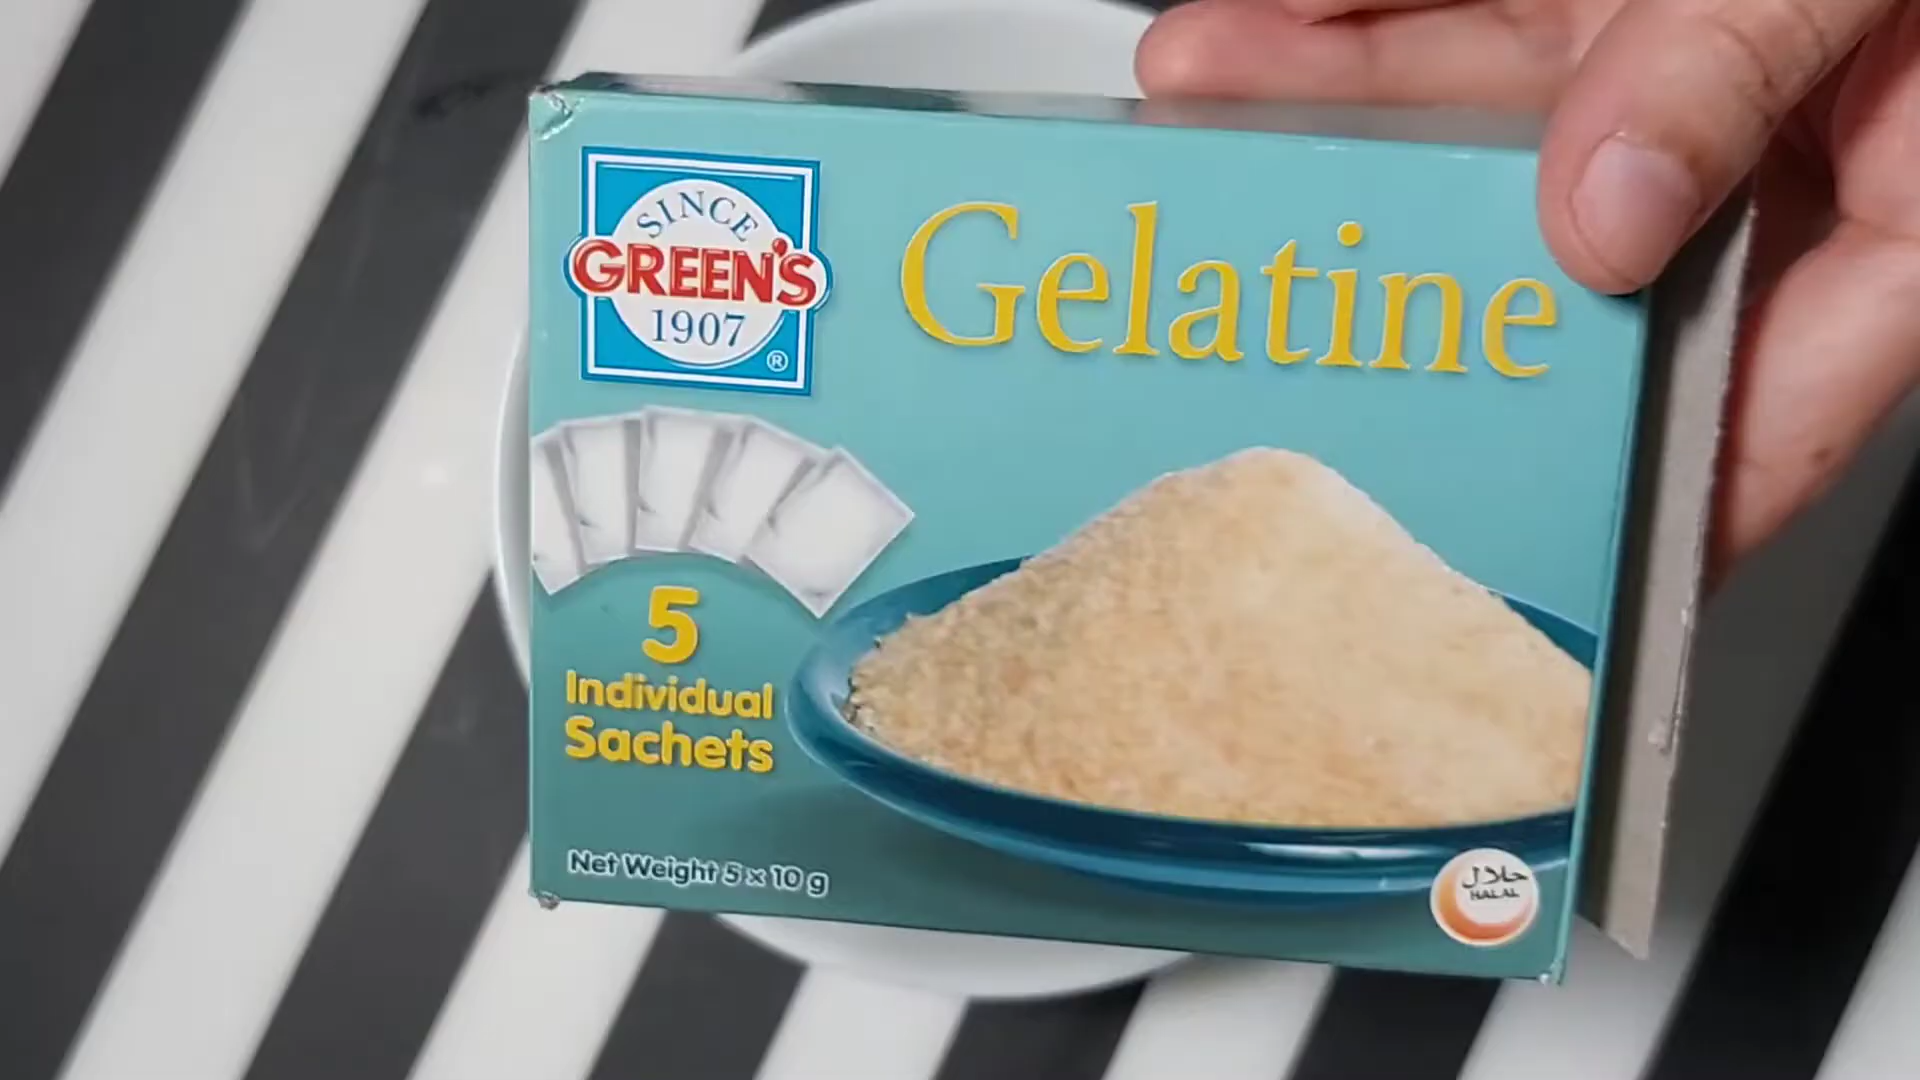 SINCE
GREEN'S
1907
®
Gelatine
5
Individual
Sachets
Net Weight 5 x 10 g
حلال
HALAL